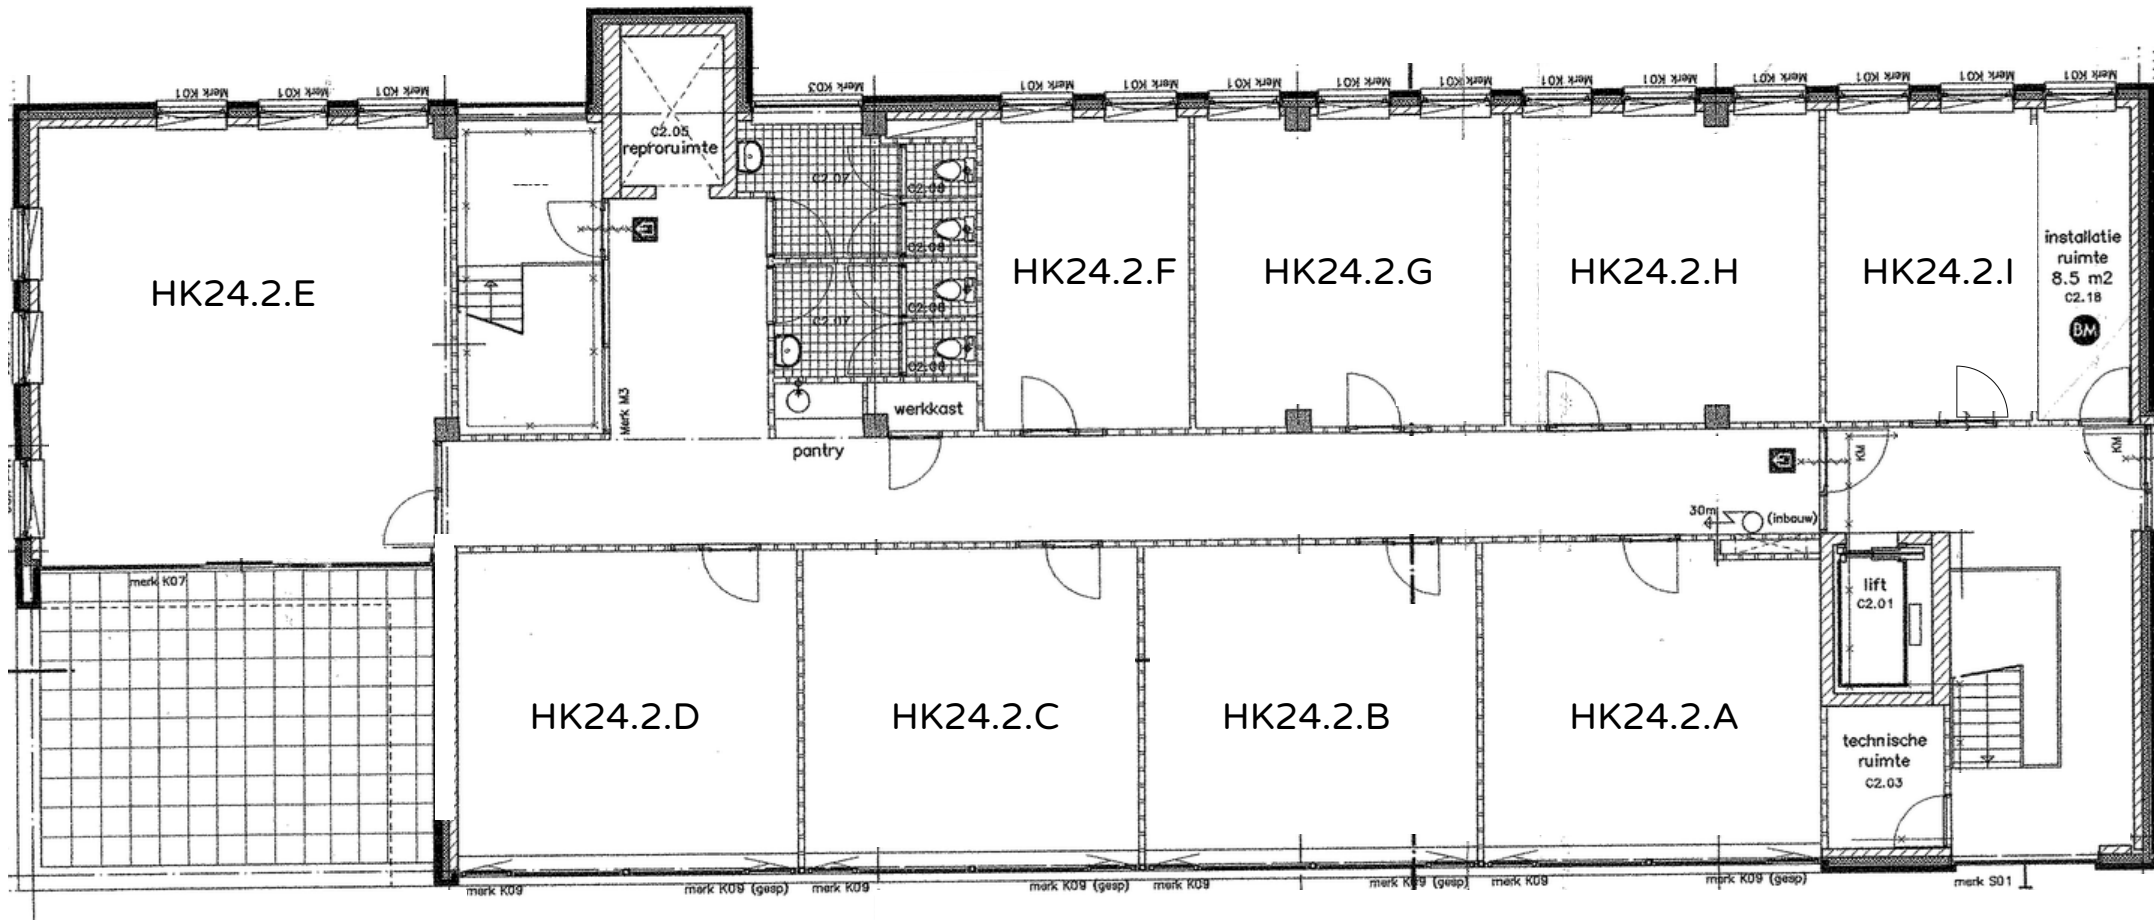 Merk K01
Merk K01
Merk K01
Merk K03
Merk K01
Merk K01
Merk K01
Merk K01
Merk K01
Merk K01
Merk K01
Merk K01
Merk K01
Merk K01
Merk K01
C2.05
reproruimte
C2.07
C2.08
C2.08
C2.08
C2.08
C2.07
HK24.2.E
HK24.2.F
HK24.2.G
HK24.2.H
HK24.2.I
installatie
ruimte
8.5 m2
C2.18
BM
Merk M3
werkkast
pantry
KM
KM
30m
(inbouw)
merk K07
lift
C2.01
HK24.2.D
HK24.2.C
HK24.2.B
HK24.2.A
technische
ruimte
C2.03
merk K09
merk K09 (gesp)
merk K09
merk K09 (gesp)
merk K09
merk K09 (gesp)
merk K09
merk K09 (gesp)
merk S01